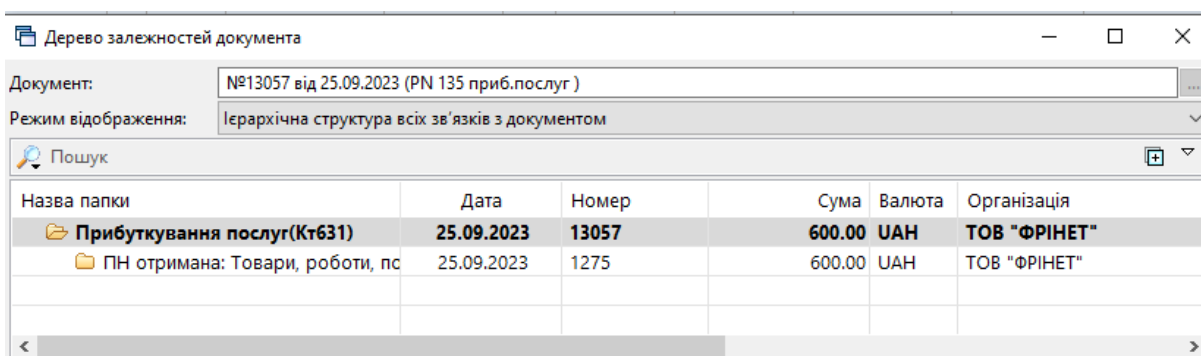 Дерево залежностей документа
Документ: №13057 від 25.09.2023 (PN 135 приб.послуг ) ...
Режим відображення: Ієрархічна структура всіх зв'язків з документом
Пошук
Назва папки Дата Номер Сума Валюта Організація
Прибуткування послуг(Кт631) 25.09.2023 13057 600.00 UAH ТОВ "ФРІНЕТ"
ПН отримана: Товари, роботи, пс 25.09.2023 1275 600.00 UAH ТОВ "ФРІНЕТ"